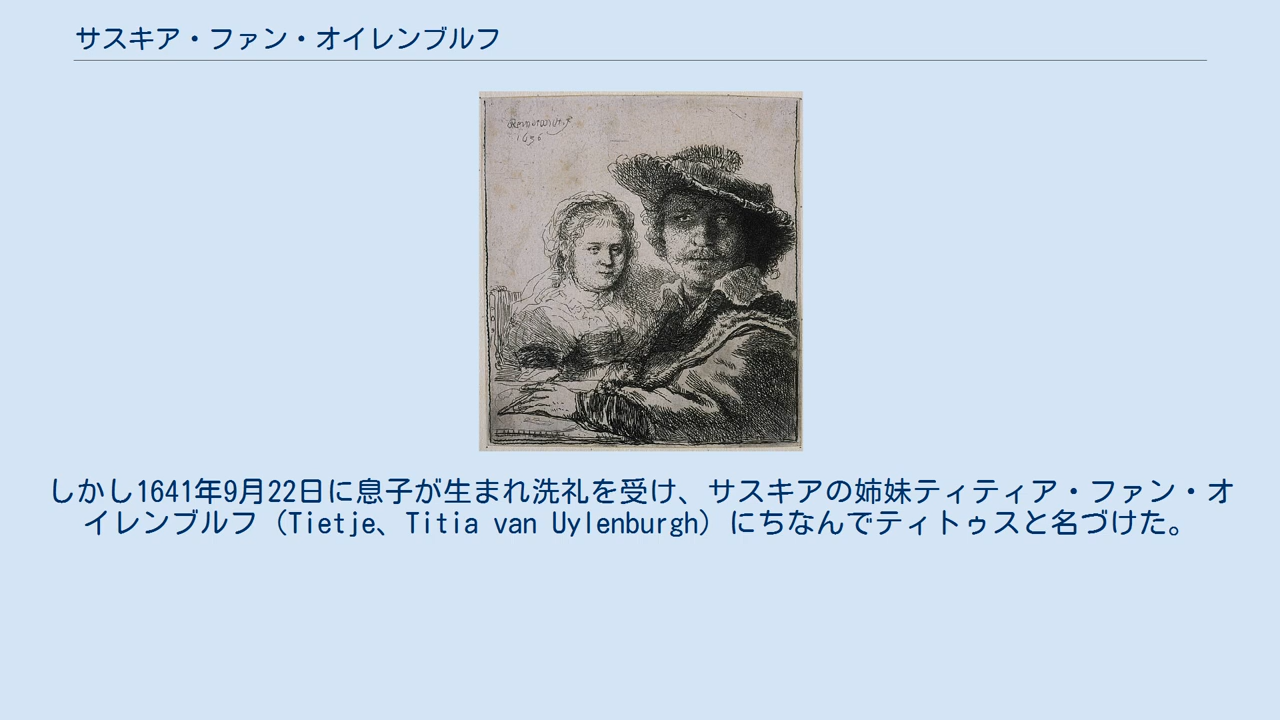 サスキア・ファン・オイレンブルフ
Rembrandt.f
1636
しかし1641年9月22日に息子が生まれ洗礼を受け、サスキアの姉妹ティティア・ファン・オ
イレンブルフ（Tietje、Titia van Uylenburgh）にちなんでティトゥスと名づけた。